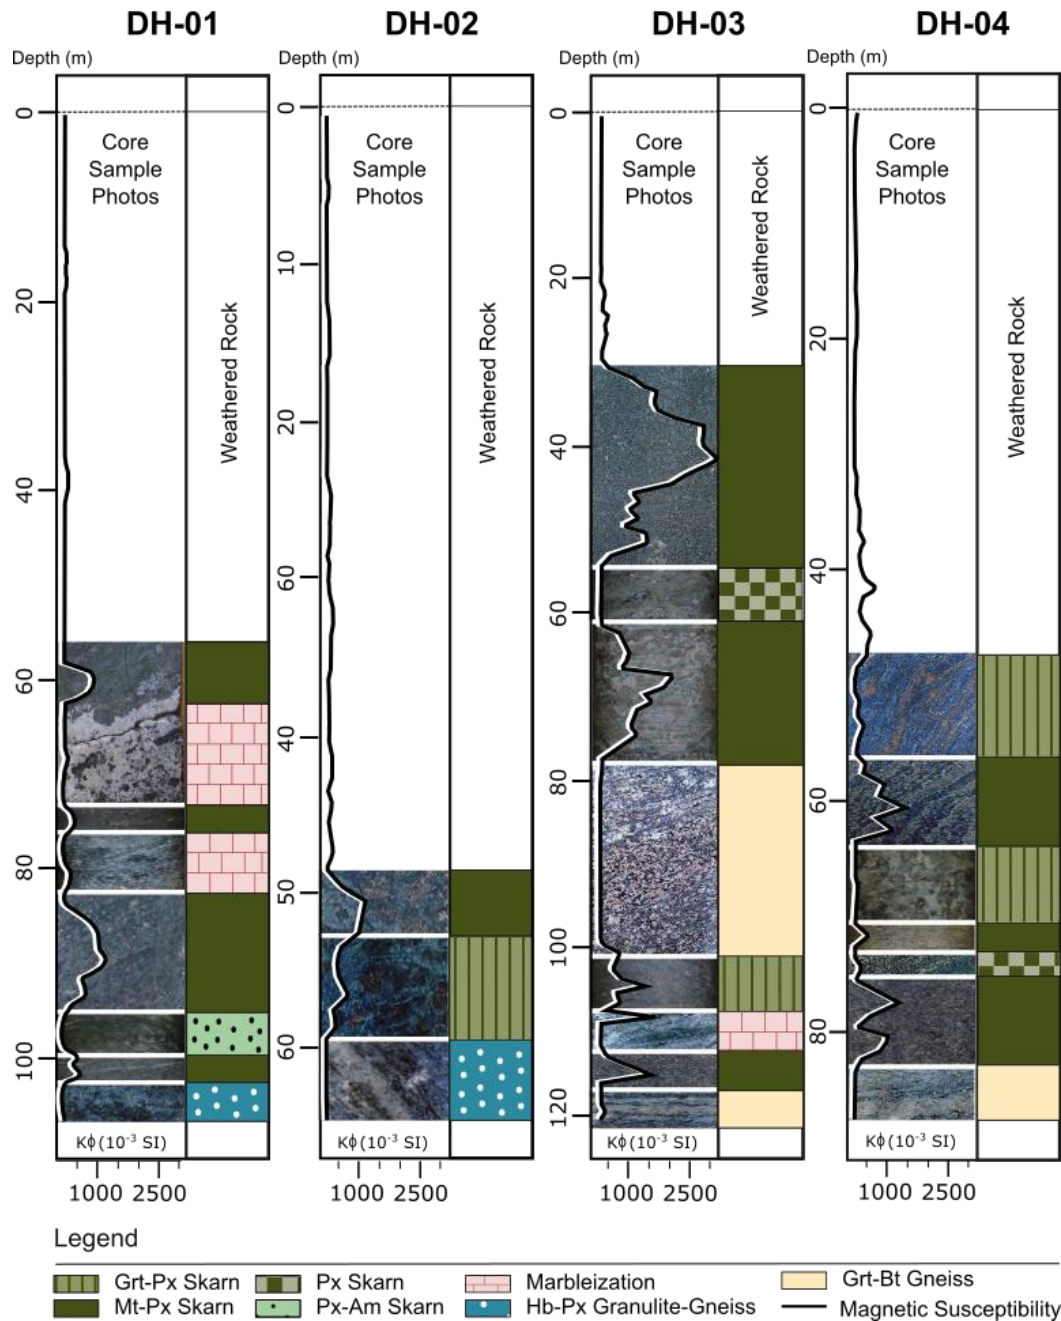 DH-01
DH-02
DH-03
DH-04
Depth (m)
Depth (m)
Depth (m)
Depth (m)
0
20
40
60
80
100
Core
Sample
Photos
Weathered Rock
Kϕ(10⁻³ SI)
1000 2500
0
10
20
60
40
50
60
Core
Sample
Photos
Weathered Rock
Kϕ(10⁻³ SI)
1000 2500
0
20
40
60
80
100
120
Core
Sample
Photos
Weathered Rock
Kϕ(10⁻³ SI)
1000 2500
0
20
40
60
80
Core
Sample
Photos
Weathered Rock
Kϕ(10⁻³ SI)
1000 2500
Legend
Grt-Px Skarn
Px Skarn
Marbleization
Grt-Bt Gneiss
Mt-Px Skarn
Px-Am Skarn
Hb-Px Granulite-Gneiss
Magnetic Susceptibility